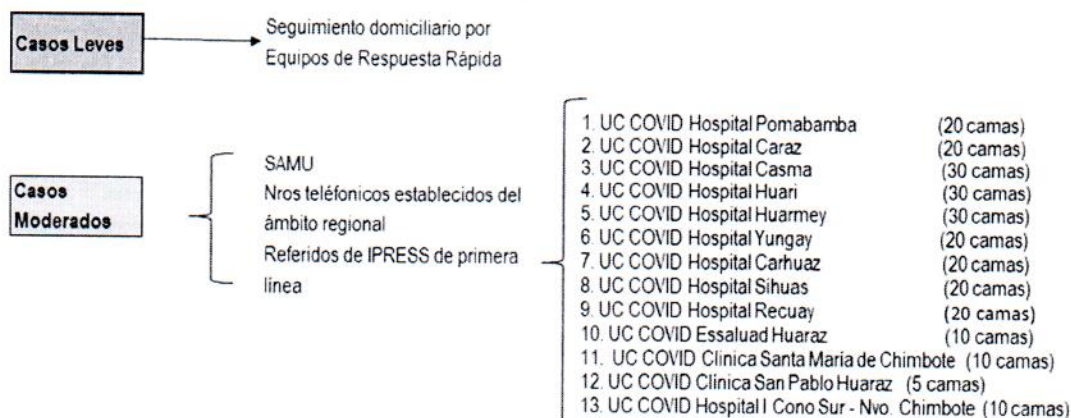 Casos Leves
Seguimiento domiciliario por
Equipos de Respuesta Rápida
Casos
Moderados
SAMU
Nros teléfonicos establecidos del
ámbito regional
Referidos de IPRESS de primera
línea
1. UC COVID Hospital Pomabamba (20 camas)
2. UC COVID Hospital Caraz (20 camas)
3. UC COVID Hospital Casma (30 camas)
4. UC COVID Hospital Huari (30 camas)
5. UC COVID Hospital Huarmey (30 camas)
6. UC COVID Hospital Yungay (20 camas)
7. UC COVID Hospital Carhuaz (20 camas)
8. UC COVID Hospital Sihuas (20 camas)
9. UC COVID Hospital Recuay (20 camas)
10. UC COVID Essaluad Huaraz (10 camas)
11. UC COVID Clinica Santa Maria de Chimbote (10 camas)
12. UC COVID Clínica San Pablo Huaraz (5 camas)
13. UC COVID Hospital I Cono Sur - Nvo. Chimbote (10 camas)